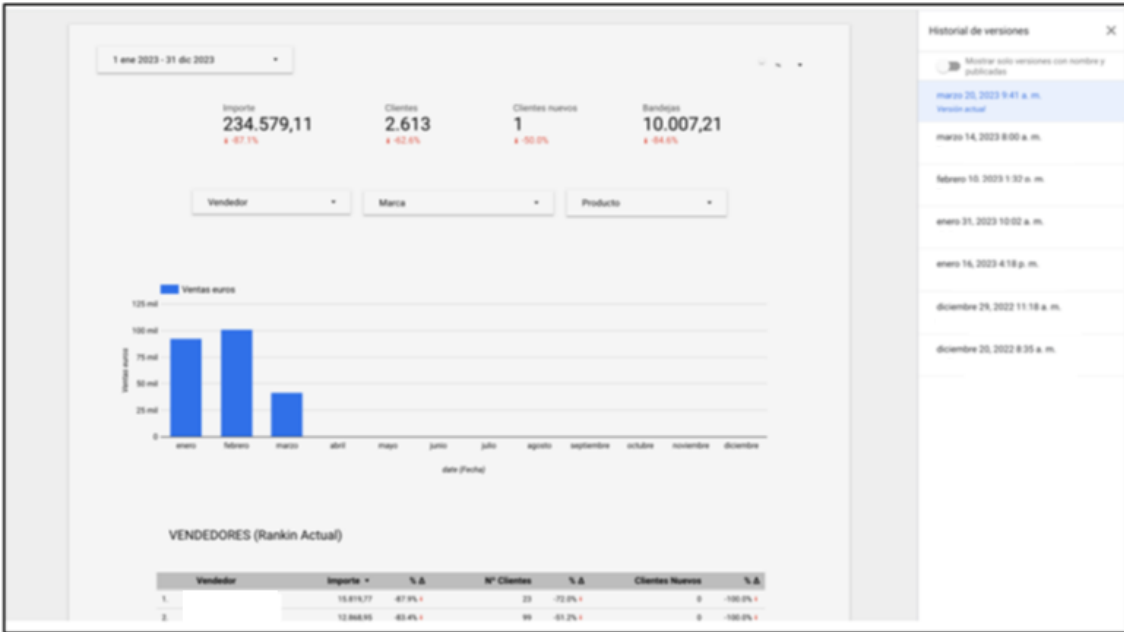 Historial de versiones
1 ene 2023 - 31 dic 2023
Mostrar solo versiones con nombre y
publicadas
marzo 20, 2023 9:41 a. m.
Versión actual
marzo 14, 2023 8:00 a. m.
febrero 10, 2023 1:32 p. m.
enero 31, 2023 10:02 a. m.
enero 16, 2023 4:18 p. m.
diciembre 29, 2022 11:18 a. m.
diciembre 20, 2022 8:35 a. m.
Importe Clientes Clientes nuevos Bandejas
234.579,11 2.613 1 10.007,21
-87.1% -62.6% -50.0% -84.6%
Vendedor Marca Producto
Ventas euros
125 mil
100 mil
75 mil
50 mil
25 mil
0
Ventas euros
enero febrero marzo abril mayo junio julio agosto septiembre octubre noviembre diciembre
date (Fecha)
VENDEDORES (Rankin Actual)
Vendedor Importe % Δ Nº Clientes % Δ Clientes Nuevos % Δ
1. 15.819,77 -87.9% 23 -72.0% 0 -100.0%
2. 12.868,95 -83.4% 99 -51.2% 0 -100.0%